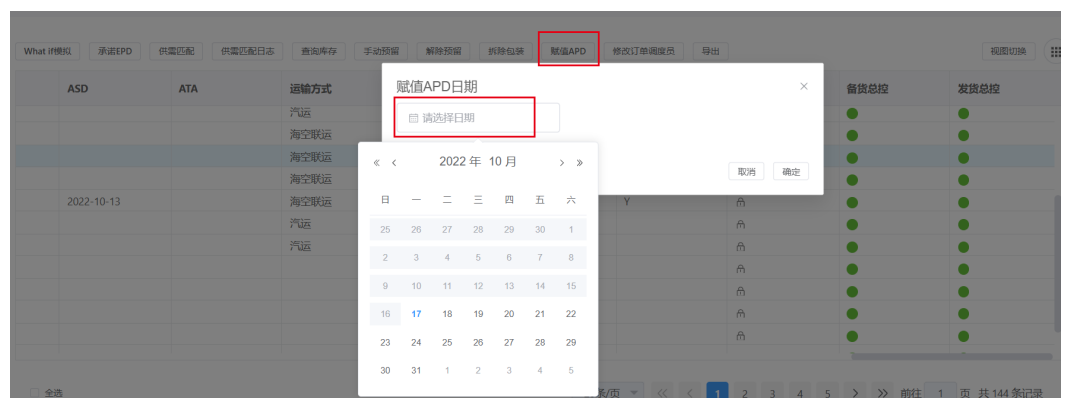 What if模拟 承诺EPD 供需匹配 供需匹配日志 查询库存 手动预留 解除预留 拆除包装 赋值APD 修改订单调度员 导出 视图切换
ASD ATA 运输方式 备货总控 发货总控
赋值APD日期
请选择日期
取消 确定
汽运
海空联运
海空联运
海空联运
2022-10-13 海空联运 Y
汽运
汽运
2022 年 10 月
日 一 二 三 四 五 六
25 26 27 28 29 30 1
2 3 4 5 6 7 8
9 10 11 12 13 14 15
16 17 18 19 20 21 22
23 24 25 26 27 28 29
30 31 1 2 3 4 5
全选 条/页 1 2 3 4 5 前往 1 页 共 144 条记录